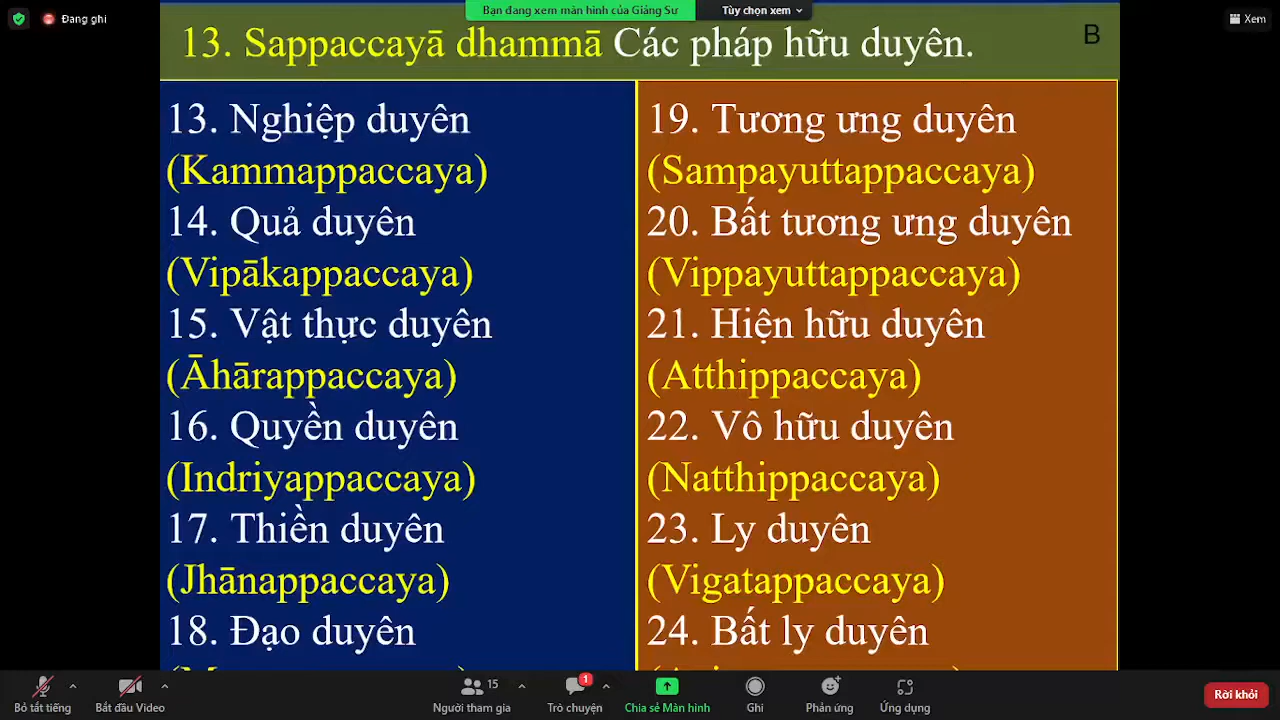 Đang ghi
Bạn đang xem màn hình của Giảng Sư
Tùy chọn xem
Xem
13. Sappaccayā dhammā Các pháp hữu duyên.
B
13. Nghiệp duyên
(Kammappaccaya)
14. Quả duyên
(Vipākappaccaya)
15. Vật thực duyên
(Āhārappaccaya)
16. Quyền duyên
(Indriyappaccaya)
17. Thiền duyên
(Jhānappaccaya)
18. Đạo duyên
19. Tương ưng duyên
(Sampayuttappaccaya)
20. Bất tương ưng duyên
(Vippayuttappaccaya)
21. Hiện hữu duyên
(Atthippaccaya)
22. Vô hữu duyên
(Natthippaccaya)
23. Ly duyên
(Vigatappaccaya)
24. Bất ly duyên
Bỏ tắt tiếng
Bắt đầu Video
15
Người tham gia
1
Trò chuyện
Chia sẻ Màn hình
Ghi
Phản ứng
Ứng dụng
Rời khỏi